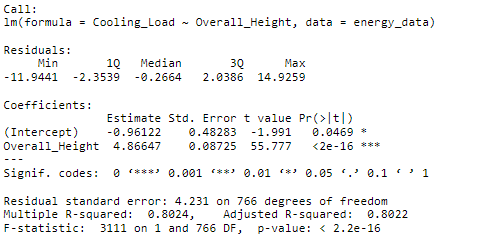 Call:
lm(formula = Cooling_Load ~ Overall_Height, data = energy_data)

Residuals:
     Min       1Q   Median       3Q      Max
-11.9441  -2.3539  -0.2664   2.0386  14.9259

Coefficients:
               Estimate Std. Error t value Pr(>|t|)
(Intercept)    -0.96122    0.48283  -1.991   0.0469 *
Overall_Height  4.86647    0.08725  55.777   <2e-16 ***
---
Signif. codes:  0 ‘***’ 0.001 ‘**’ 0.01 ‘*’ 0.05 ‘.’ 0.1 ‘ ’ 1

Residual standard error: 4.231 on 766 degrees of freedom
Multiple R-squared:  0.8024,    Adjusted R-squared:  0.8022
F-statistic:  3111 on 1 and 766 DF,  p-value: < 2.2e-16